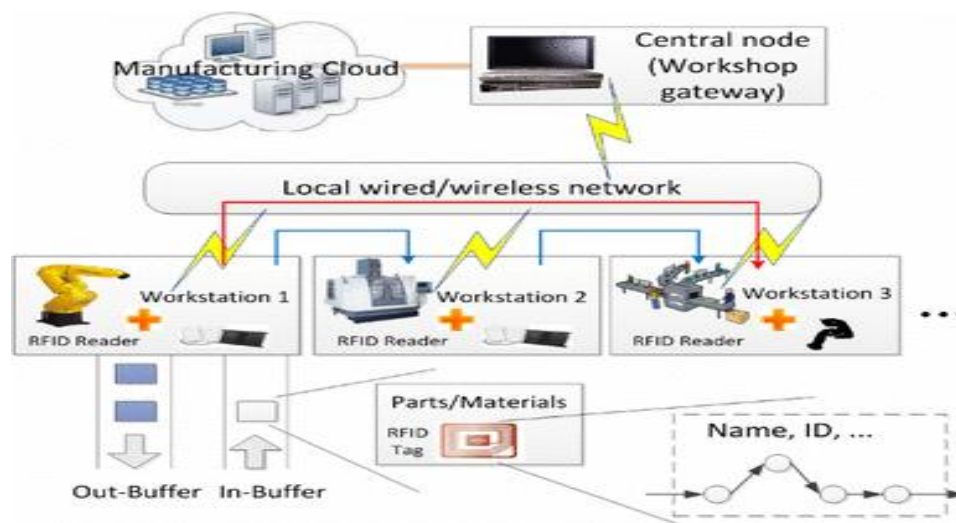 Manufacturing Cloud
Central node
(Workshop
gateway)
Local wired/wireless network
Workstation 1
RFID Reader
Workstation 2
RFID Reader
Workstation 3
RFID Reader
...
Parts/Materials
RFID
Tag
Name, ID, ...
Out-Buffer
In-Buffer